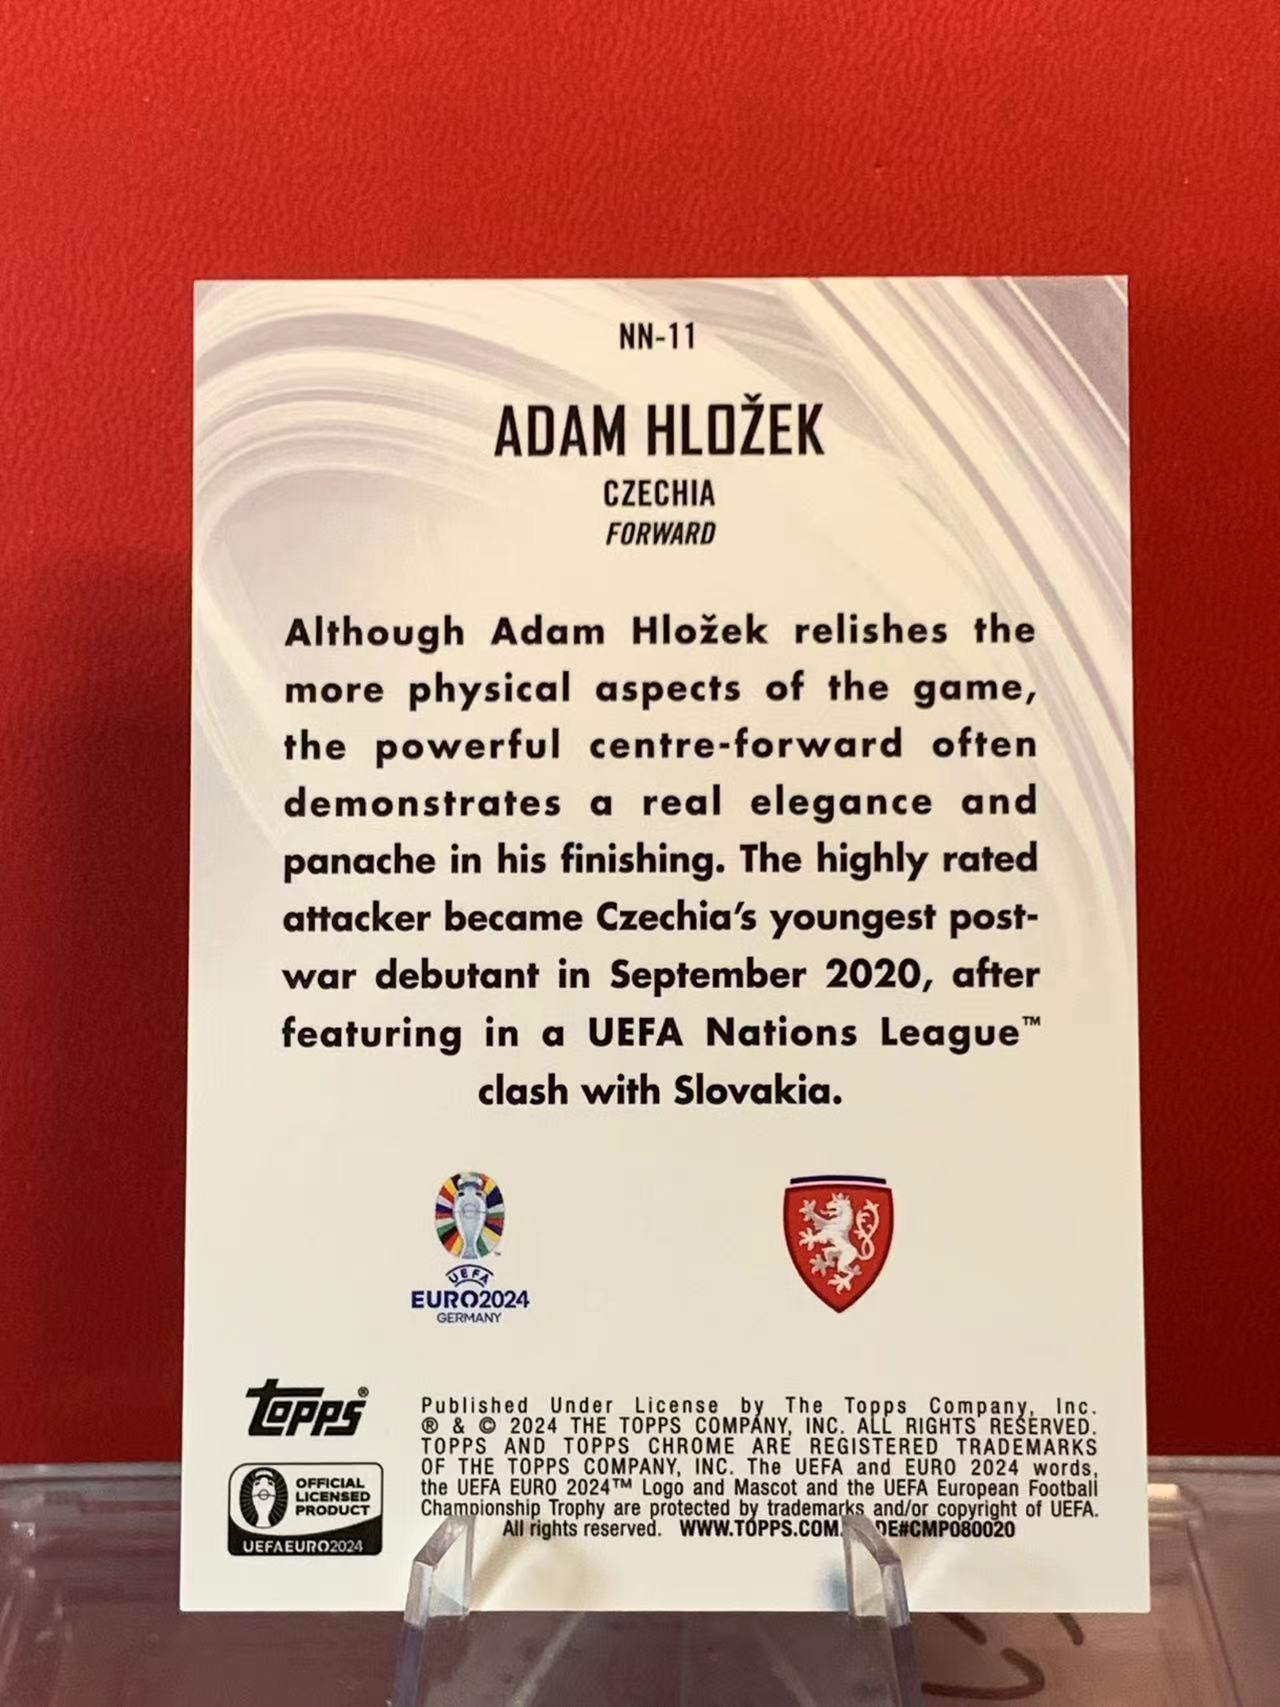 NN-11
ADAM HLOŽEK
CZECHIA
FORWARD
Although Adam Hložek relishes the
more physical aspects of the game,
the powerful centre-forward often
demonstrates a real elegance and
panache in his finishing. The highly rated
attacker became Czechia's youngest post-
war debutant in September 2020, after
featuring in a UEFA Nations League™
clash with Slovakia.
UEFA
EURO2024
GERMANY
Topps®
OFFICIAL
LICENSED
PRODUCT
UEFAEURO2024
Published Under License by The Topps Company, Inc.
® & © 2024 THE TOPPS COMPANY, INC. ALL RIGHTS RESERVED.
TOPPS AND TOPPS CHROME ARE REGISTERED TRADEMARKS
OF THE TOPPS COMPANY, INC. The UEFA and EURO 2024 words,
the UEFA EURO 2024™ Logo and Mascot and the UEFA European Football
Championship Trophy are protected by trademarks and/or copyright of UEFA.
All rights reserved. WWW.TOPPS.COM. DE#CMP080020